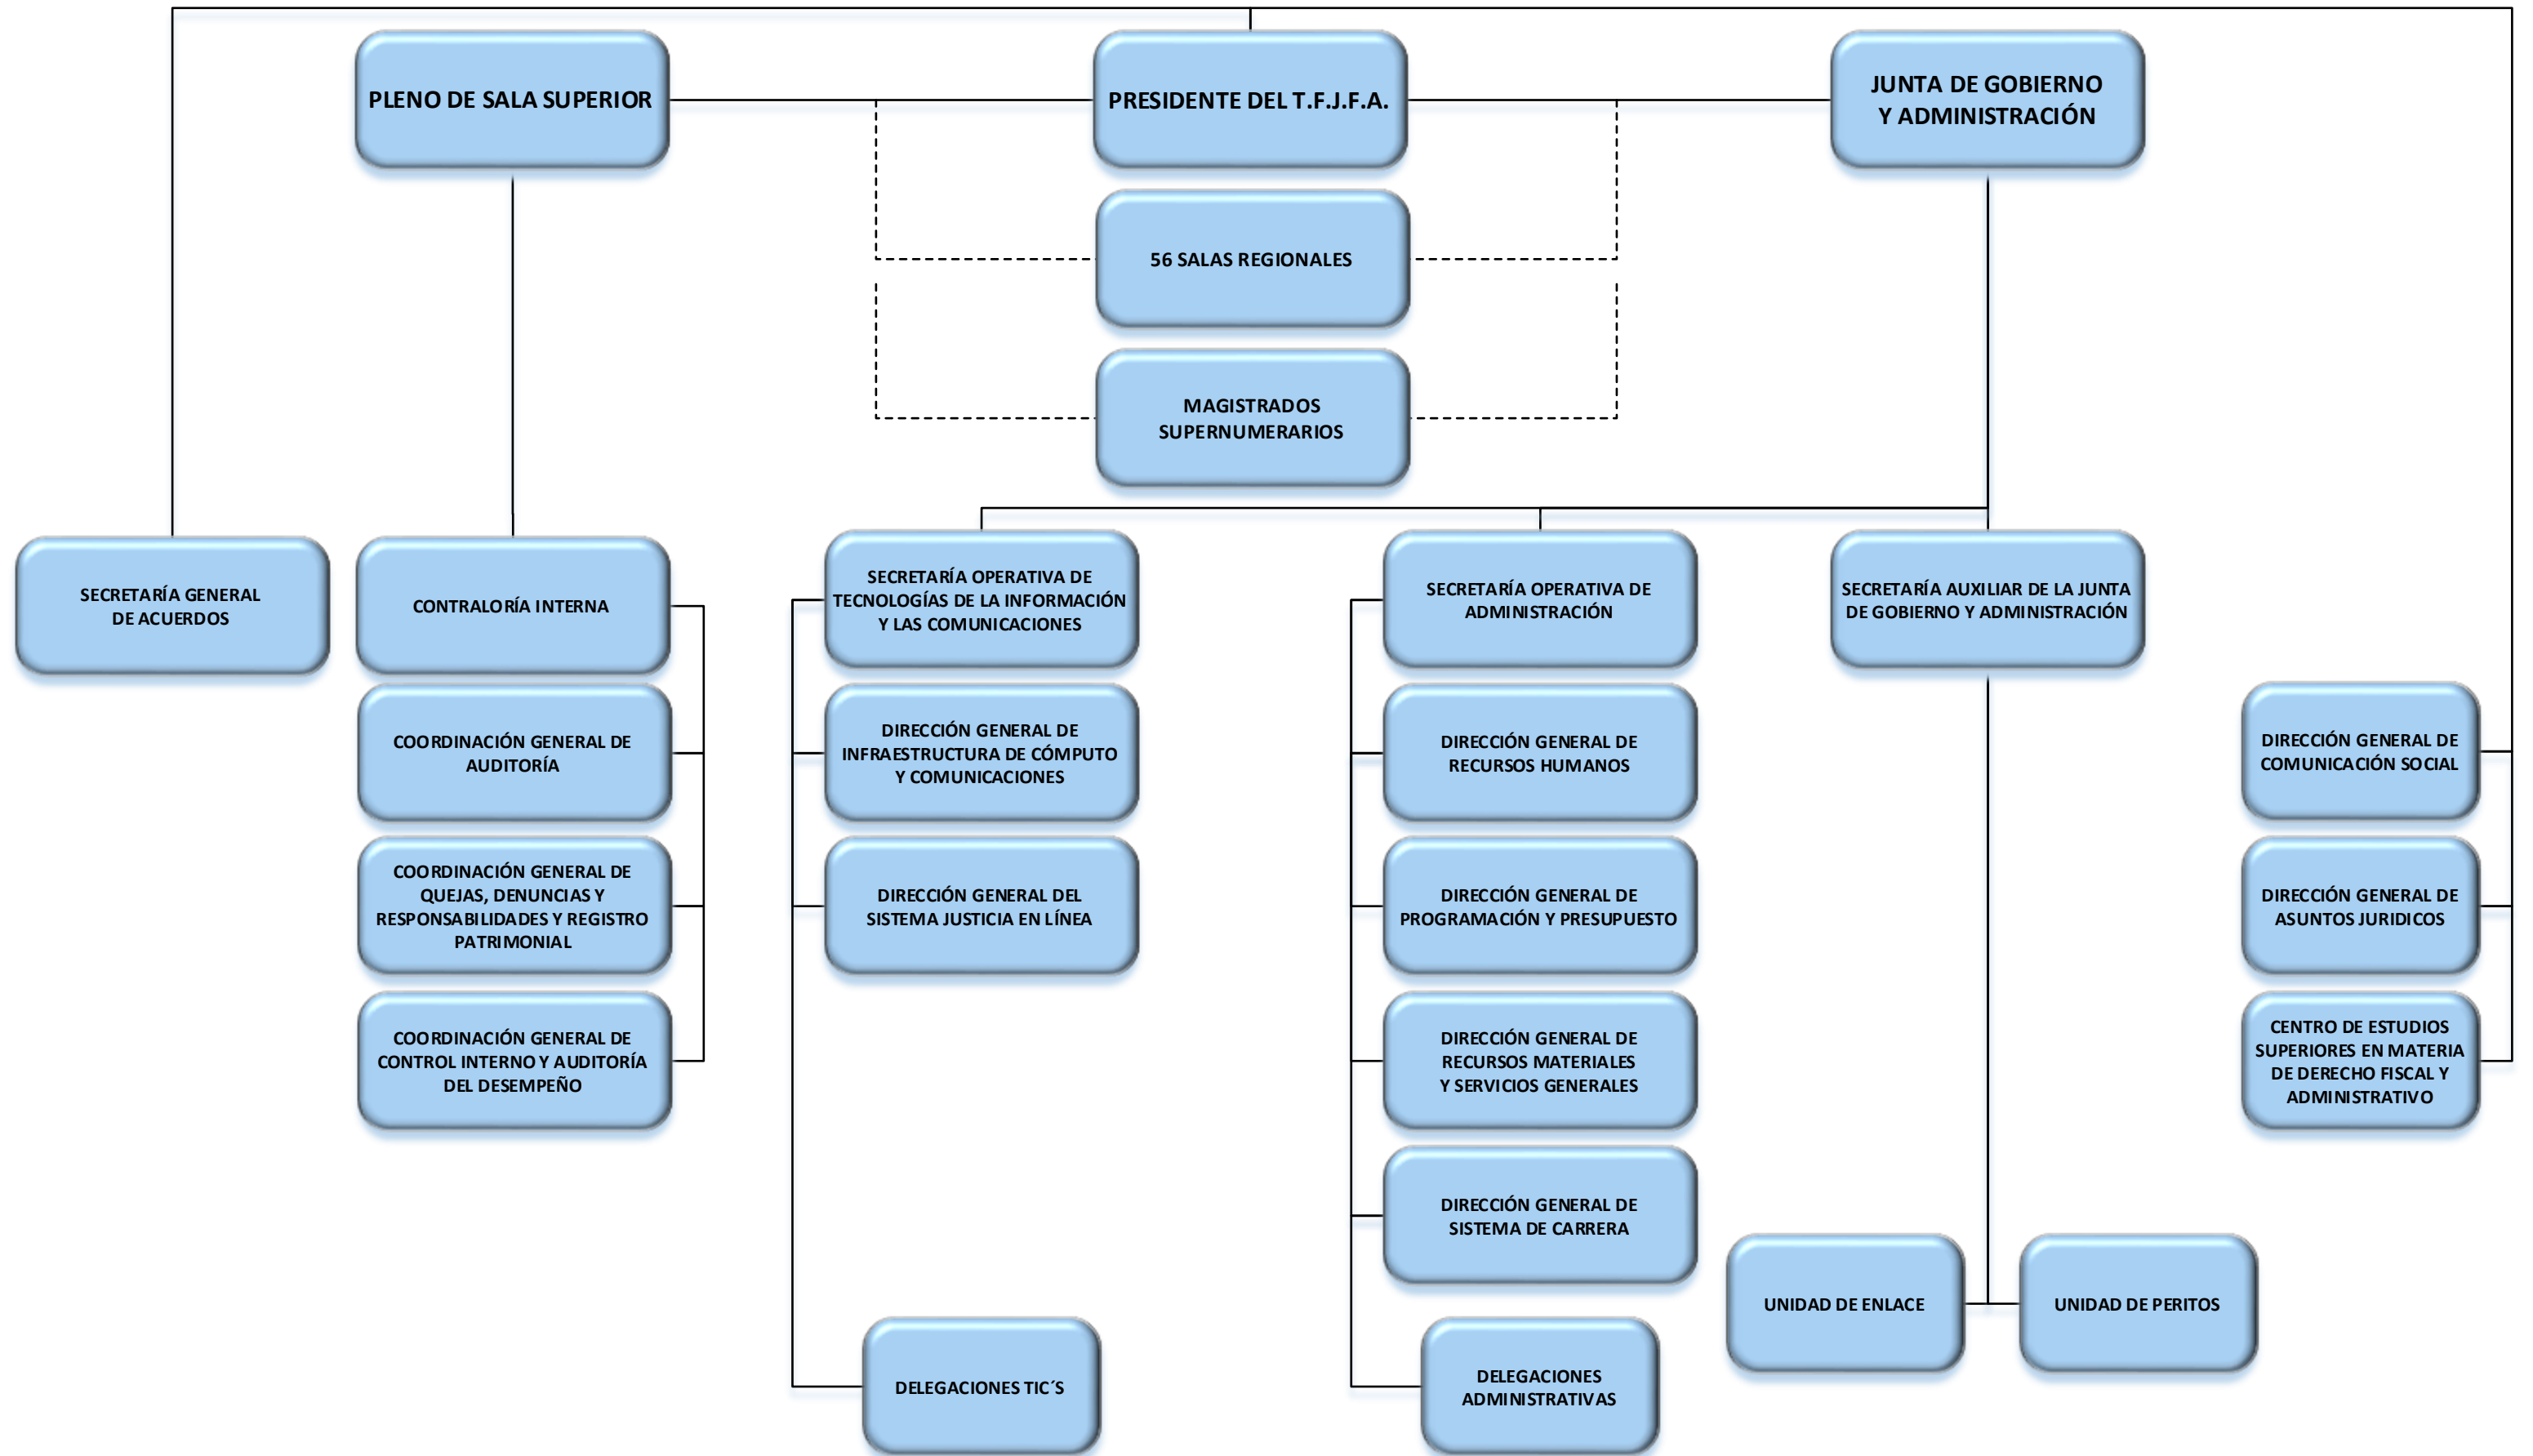 PLENO DE SALA SUPERIOR
PRESIDENTE DEL T.F.J.F.A.
JUNTA DE GOBIERNO
Y ADMINISTRACIÓN
56 SALAS REGIONALES
MAGISTRADOS
SUPERNUMERARIOS
SECRETARÍA GENERAL
DE ACUERDOS
CONTRALORÍA INTERNA
COORDINACIÓN GENERAL DE
AUDITORÍA
COORDINACIÓN GENERAL DE
QUEJAS, DENUNCIAS Y
RESPONSABILIDADES Y REGISTRO
PATRIMONIAL
COORDINACIÓN GENERAL DE
CONTROL INTERNO Y AUDITORÍA
DEL DESEMPEÑO
SECRETARÍA OPERATIVA DE
TECNOLOGÍAS DE LA INFORMACIÓN
Y LAS COMUNICACIONES
DIRECCIÓN GENERAL DE
INFRAESTRUCTURA DE CÓMPUTO
Y COMUNICACIONES
DIRECCIÓN GENERAL DEL
SISTEMA JUSTICIA EN LÍNEA
DELEGACIONES TIC´S
SECRETARÍA OPERATIVA DE
ADMINISTRACIÓN
DIRECCIÓN GENERAL DE
RECURSOS HUMANOS
DIRECCIÓN GENERAL DE
PROGRAMACIÓN Y PRESUPUESTO
DIRECCIÓN GENERAL DE
RECURSOS MATERIALES
Y SERVICIOS GENERALES
DIRECCIÓN GENERAL DE
SISTEMA DE CARRERA
DELEGACIONES
ADMINISTRATIVAS
SECRETARÍA AUXILIAR DE LA JUNTA
DE GOBIERNO Y ADMINISTRACIÓN
UNIDAD DE ENLACE
UNIDAD DE PERITOS
DIRECCIÓN GENERAL DE
COMUNICACIÓN SOCIAL
DIRECCIÓN GENERAL DE
ASUNTOS JURIDICOS
CENTRO DE ESTUDIOS
SUPERIORES EN MATERIA
DE DERECHO FISCAL Y
ADMINISTRATIVO